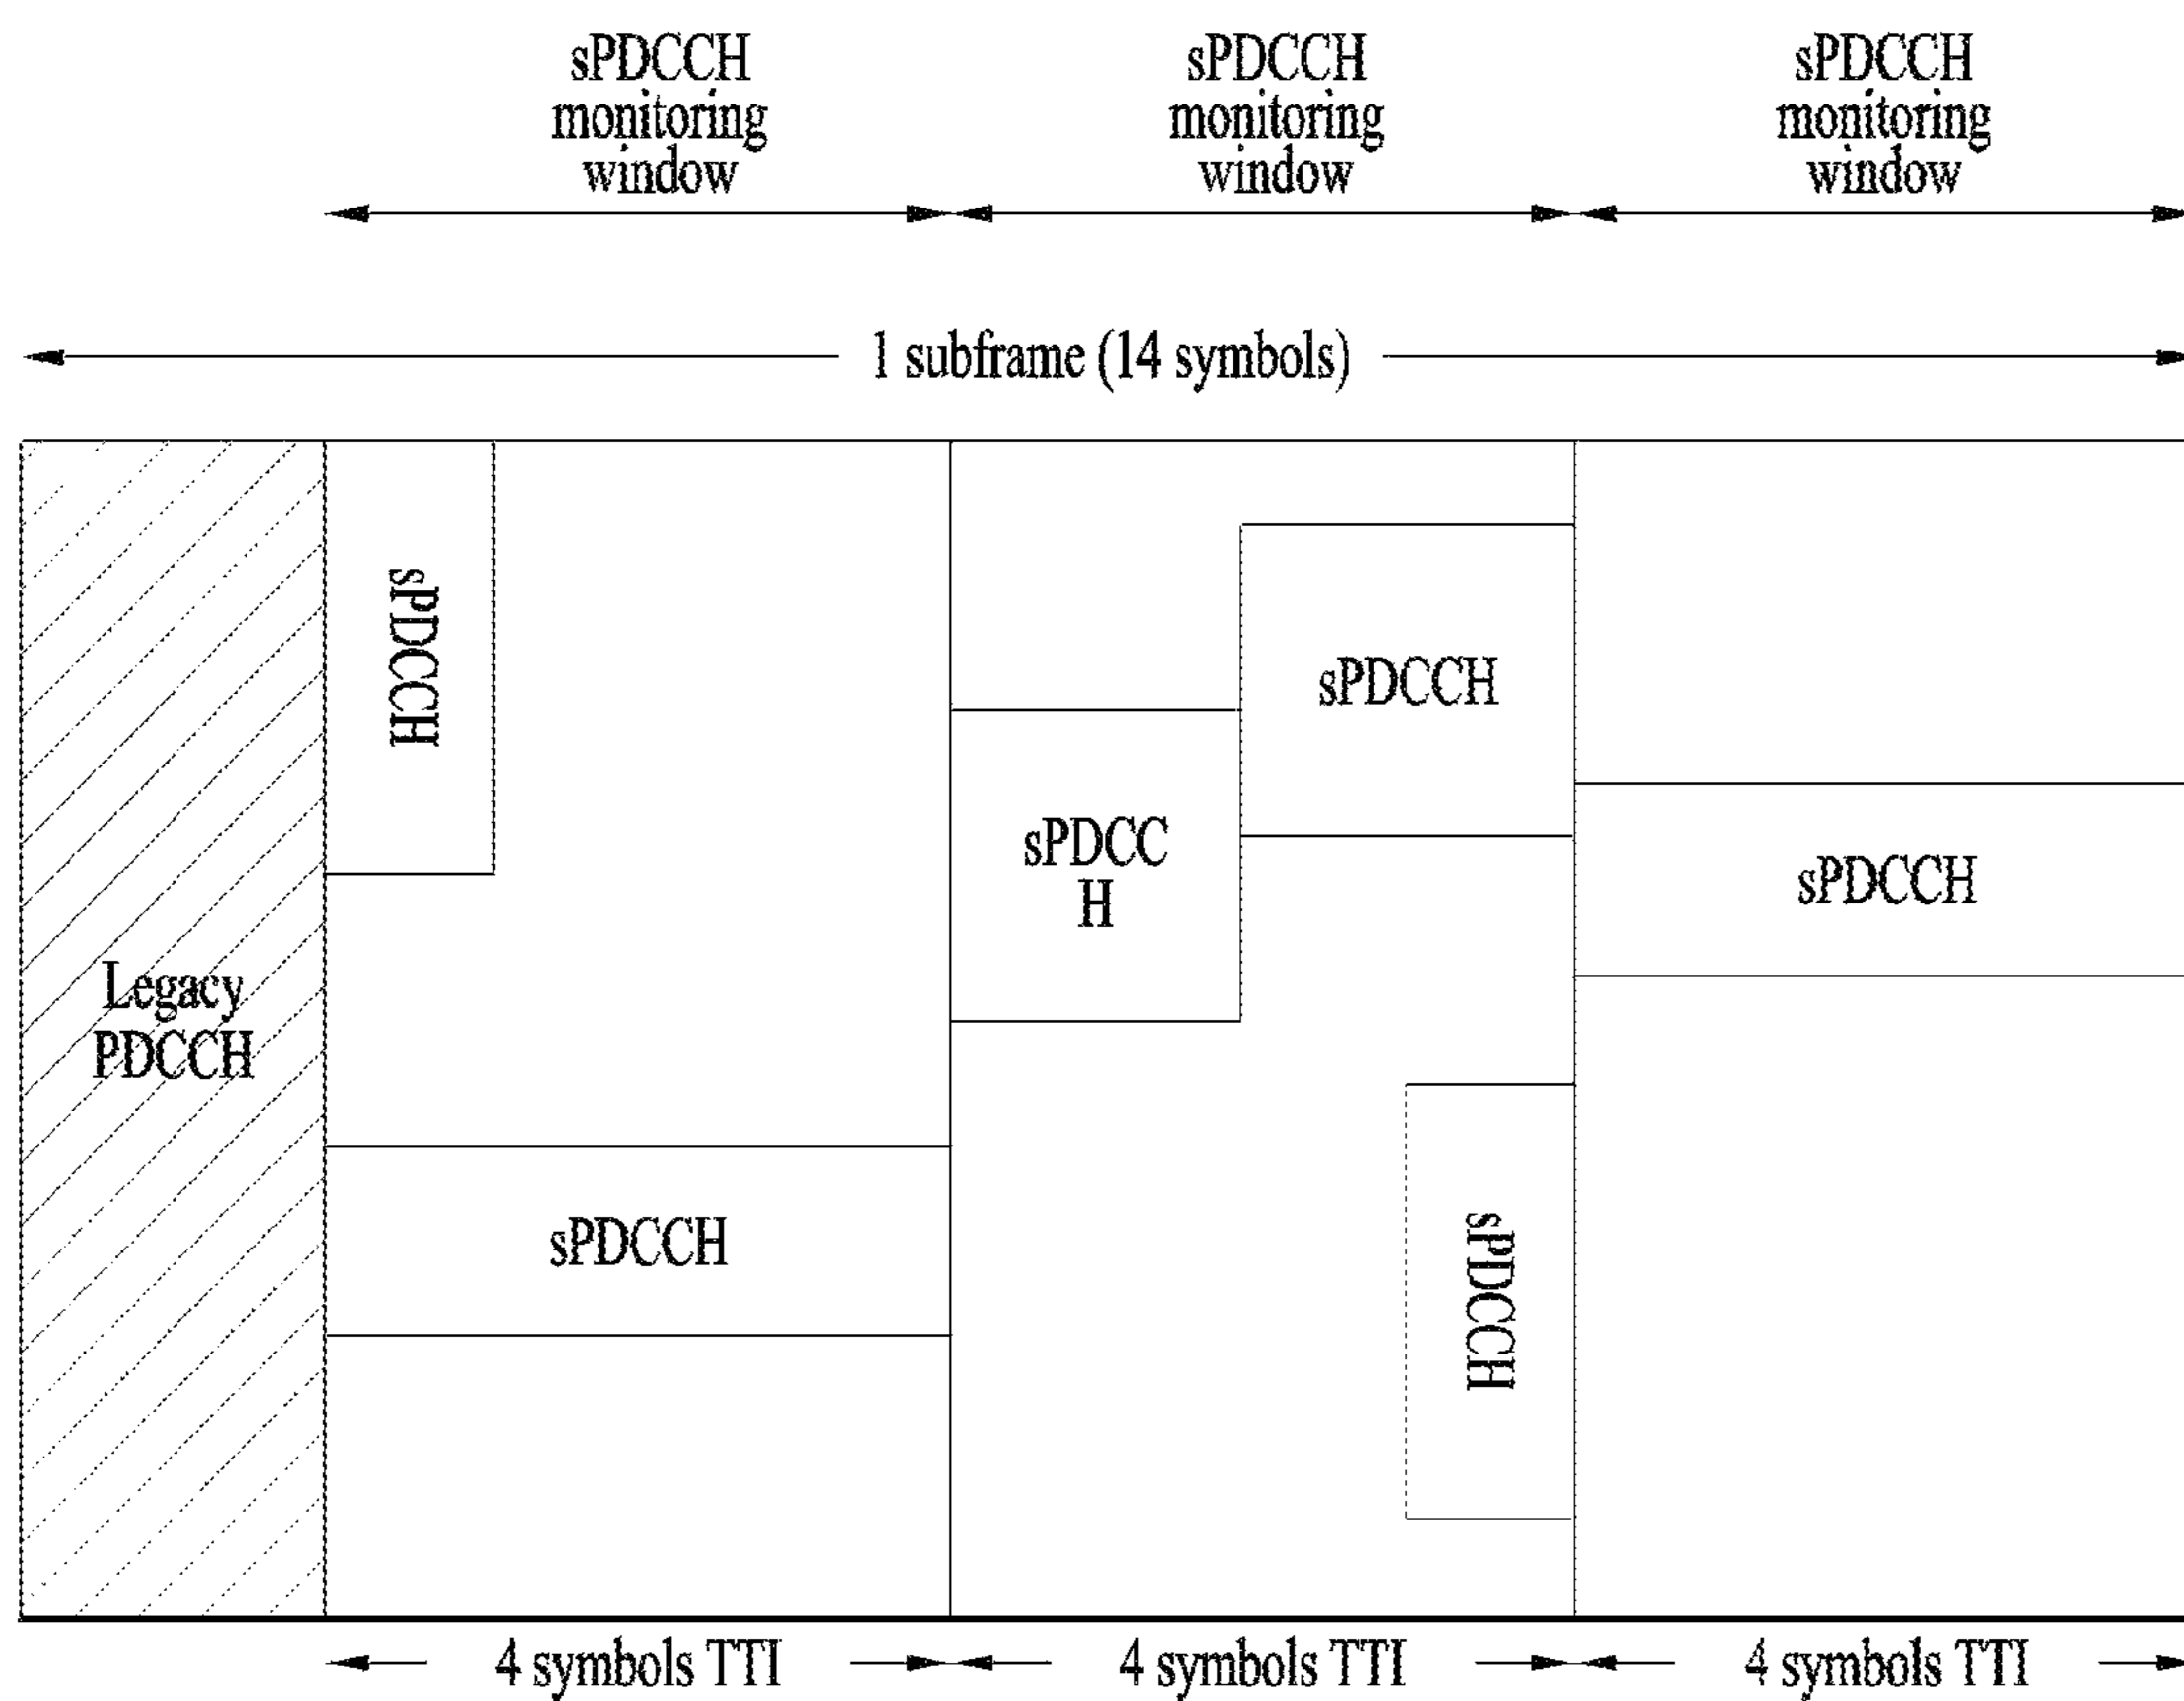 sPDCCH
monitoring
window
sPDCCH
monitoring
window
sPDCCH
monitoring
window
1 subframe (14 symbols)
sPDCCH
sPDCCH
sPDCC
H
sPDCCH
Legacy
PDCCH
sPDCCH
sPDCCH
4 symbols TTI
4 symbols TTI
4 symbols TTI